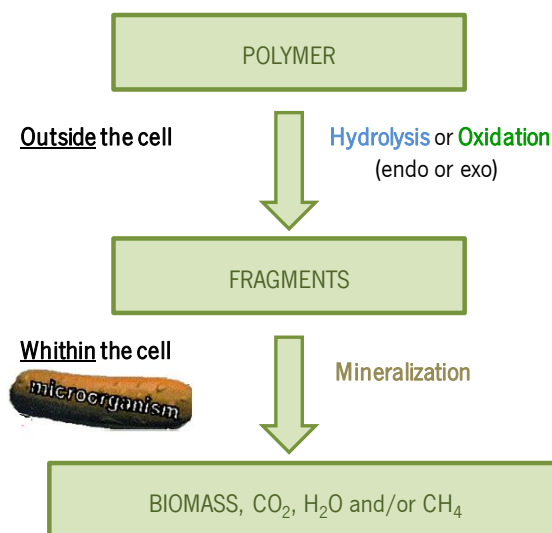 POLYMER
Outside the cell
Hydrolysis or Oxidation
(endo or exo)
FRAGMENTS
Whithin the cell
microorganism
Mineralization
BIOMASS, CO₂, H₂O and/or CH₄